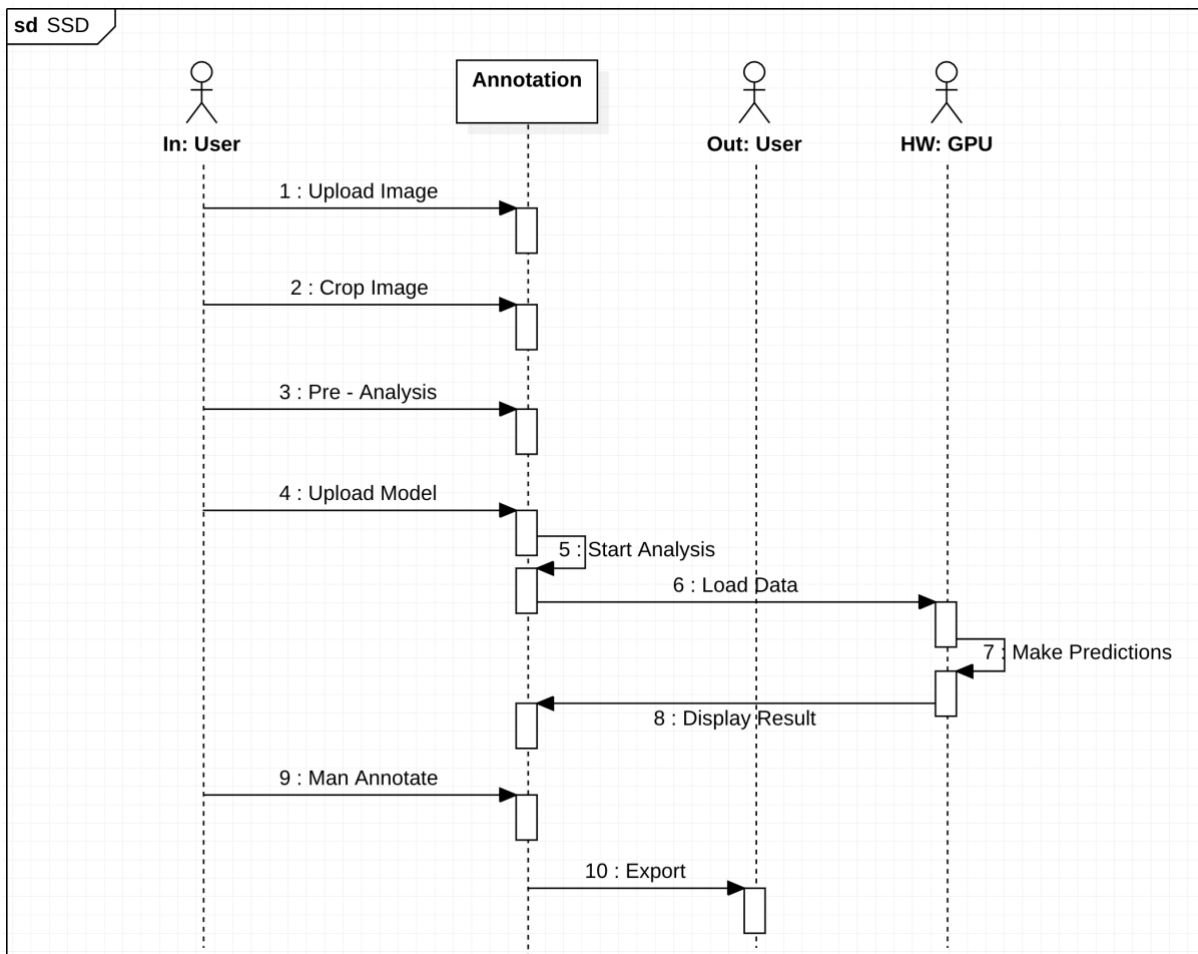 sd SSD
Annotation
In: User
Out: User
HW: GPU
1 : Upload Image
2 : Crop Image
3 : Pre - Analysis
4 : Upload Model
5 : Start Analysis
6 : Load Data
7 : Make Predictions
8 : Display Result
9 : Man Annotate
10 : Export